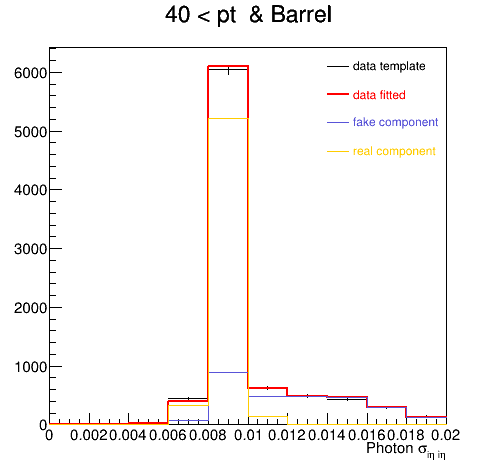 40 < pt & Barrel
data template
data fitted
fake component
real component
6000
5000
4000
3000
2000
1000
0
0 0.002 0.004 0.006 0.008 0.01 0.012 0.014 0.016 0.018 0.02
Photon σiη iη